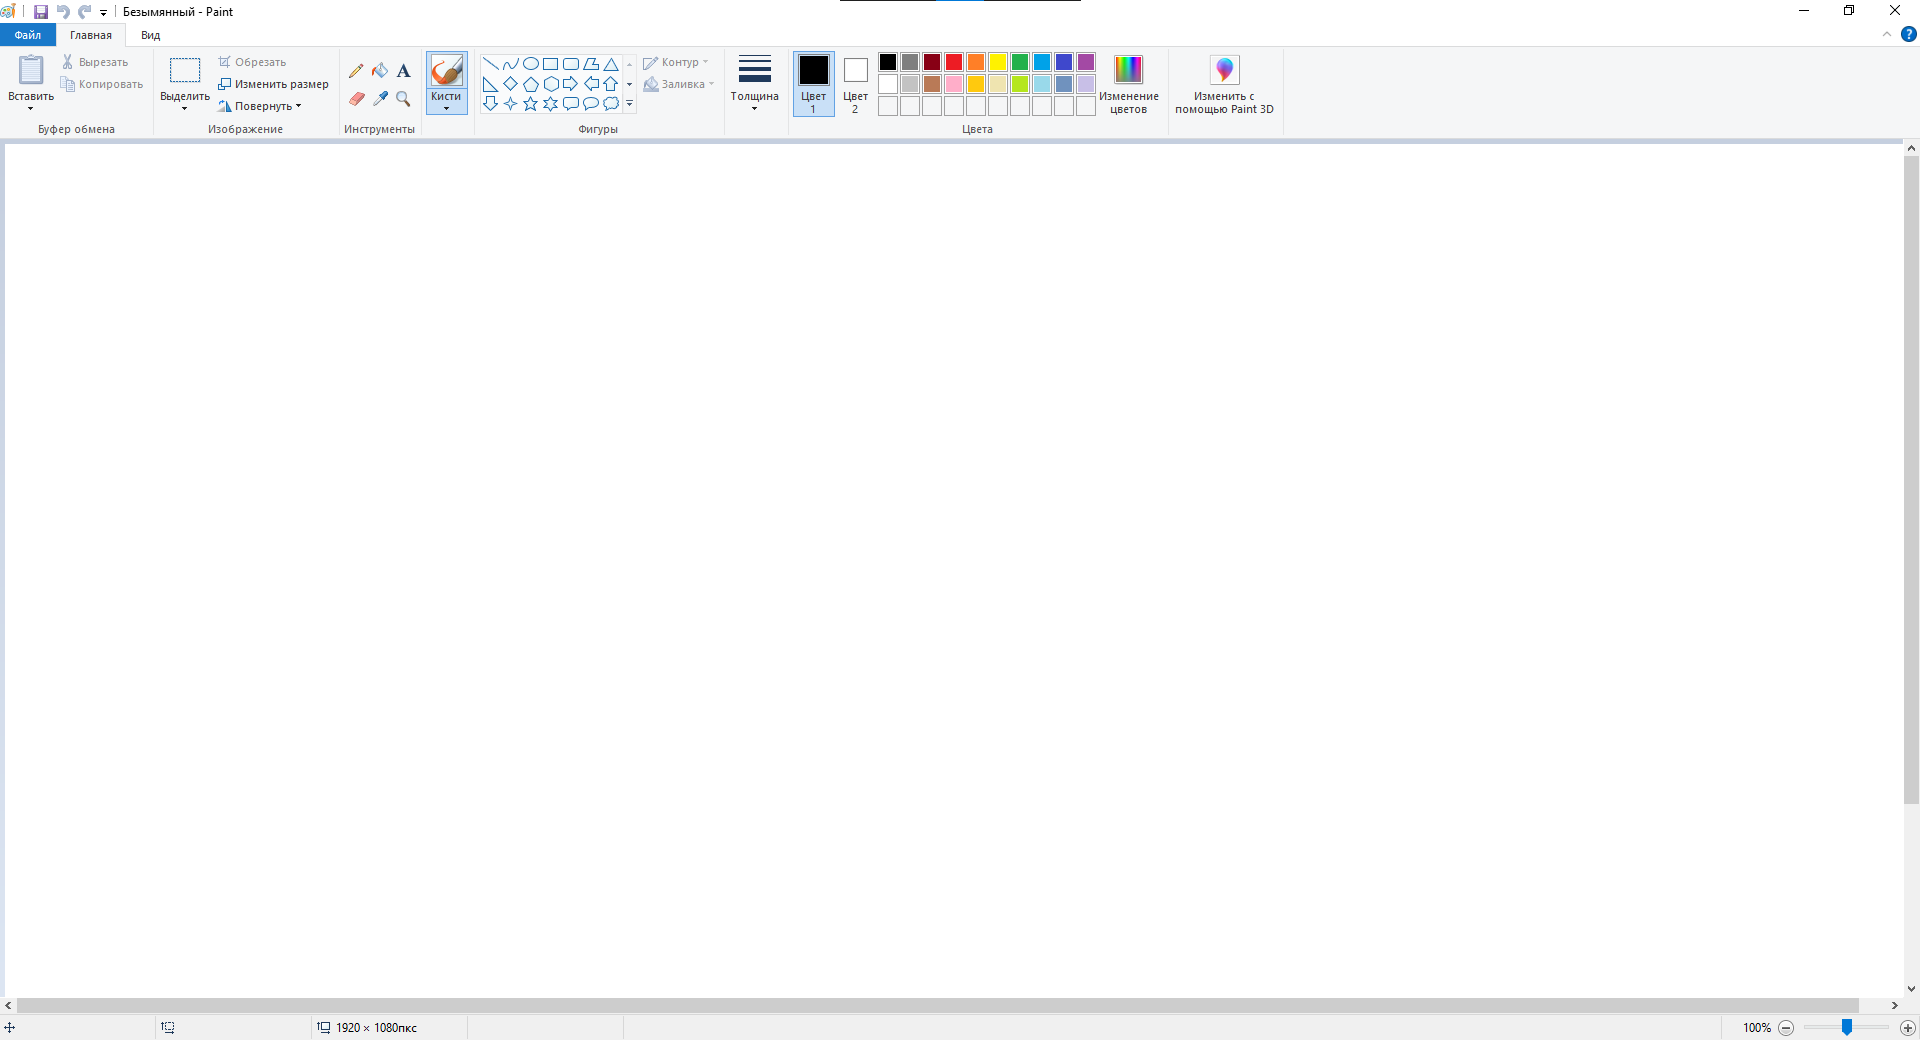 Безымянный - Paint
Файл Главная Вид
Вставить
Вырезать
Копировать
Буфер обмена
Выделить
Обрезать
Изменить размер
Повернуть
Изображение
A
Инструменты
Кисти
Контур
Заливка
Фигуры
Толщина
Цвет
1
Цвет
2
Изменение
цветов
Цвета
Изменить с
помощью Paint 3D
?
1920 × 1080пкс
100%